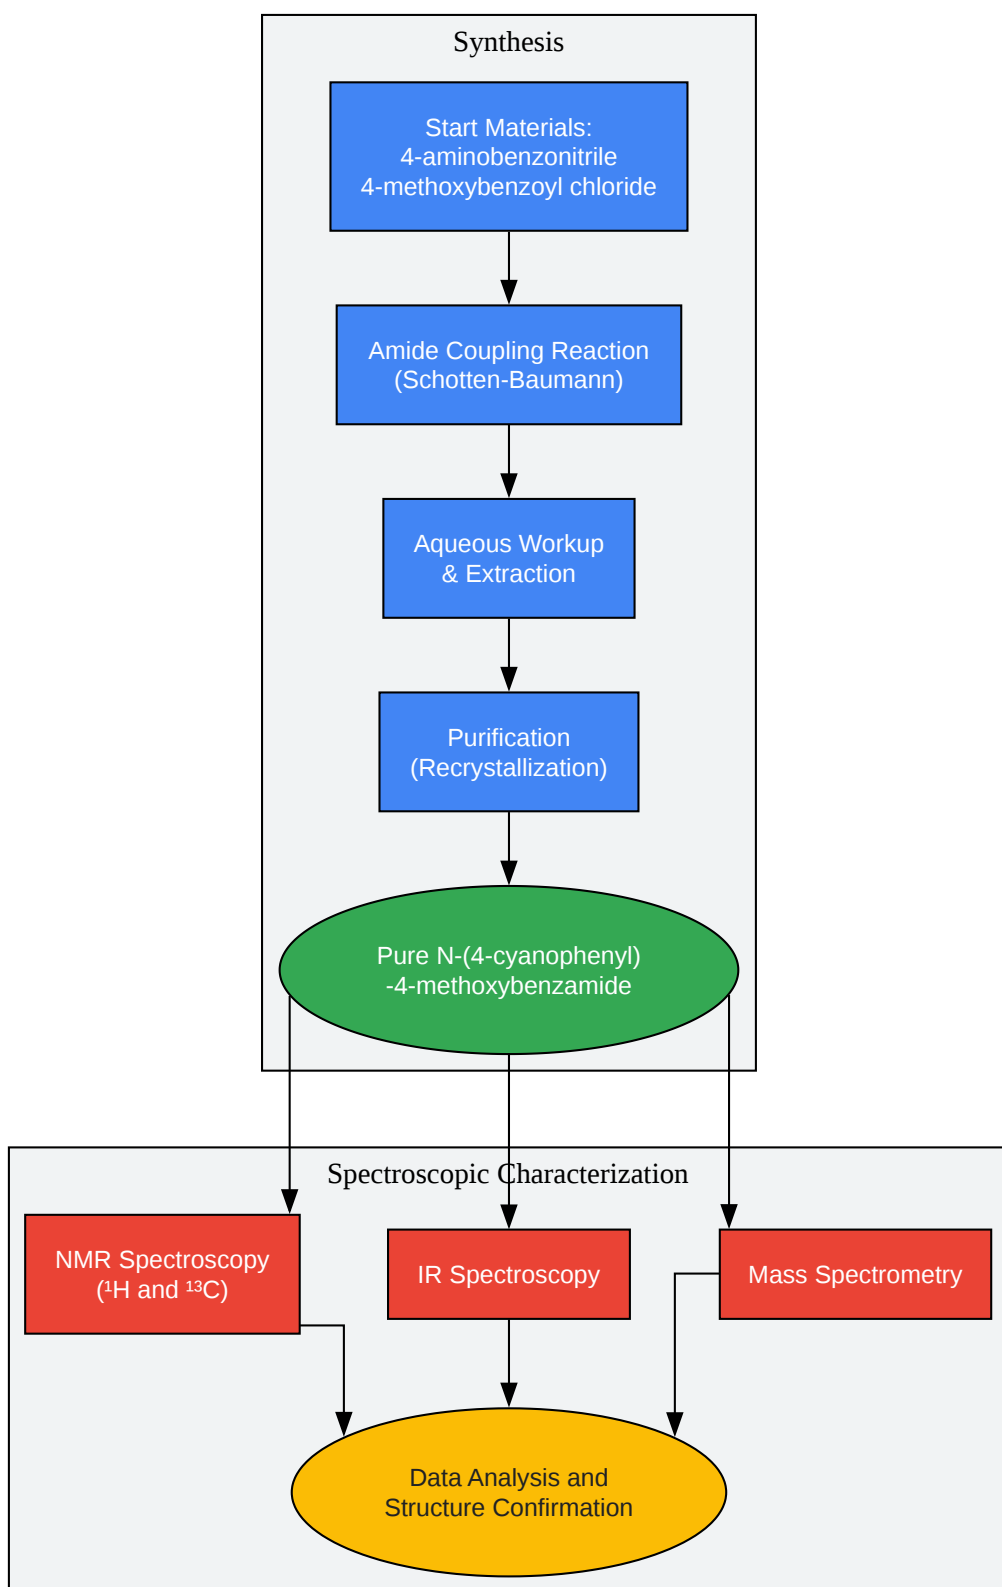 Synthesis
Start Materials:
4-aminobenzonitrile
4-methoxybenzoyl chloride
Amide Coupling Reaction
(Schotten-Baumann)
Aqueous Workup
& Extraction
Purification
(Recrystallization)
Pure N-(4-cyanophenyl)
-4-methoxybenzamide
Spectroscopic Characterization
NMR Spectroscopy
(¹H and ¹³C)
IR Spectroscopy
Mass Spectrometry
Data Analysis and
Structure Confirmation